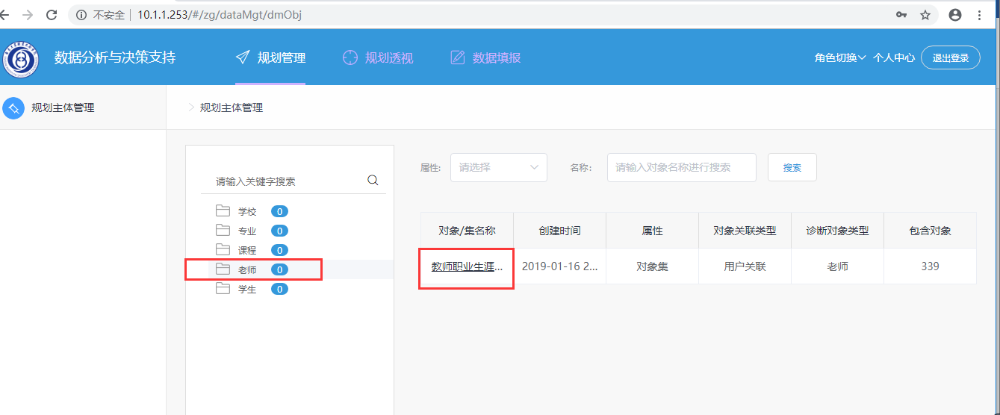 不安全 | 10.1.1.253/#/zg/dataMgt/dmObj
数据分析与决策支持 规划管理 规划透视 数据填报 角色切换 个人中心 退出登录
规划主体管理
规划主体管理
请输入关键字搜索
学校 0
专业 0
课程 0
老师 0
学生 0
属性: 请选择 名称: 请输入对象名称进行搜索 搜索
对象/集名称 创建时间 属性 对象关联类型 诊断对象类型 包含对象
教师职业生涯... 2019-01-16 2... 对象集 用户关联 老师 339